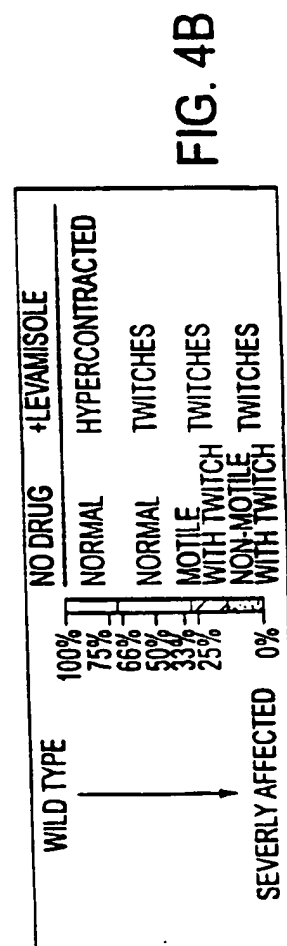 NO DRUG +LEVAMISOLE
WILD TYPE
100%
NORMAL HYPERCONTRACTED
75%
66%
NORMAL TWITCHES
50%
33%
MOTILE
WITH TWITCH TWITCHES
25%
NON-MOTILE
WITH TWITCH TWITCHES
0%
SEVERLY AFFECTED
FIG. 4B